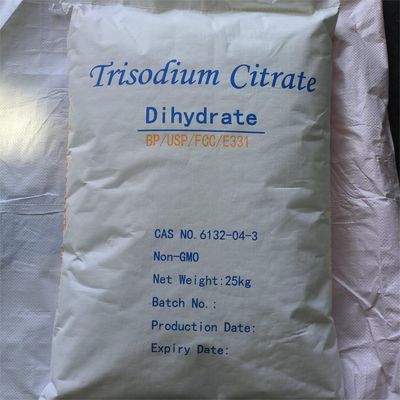 Trisodium Citrate
Dihydrate
BP/USP/FCC/E331
CAS NO.6132-04-3
Non-GMO
Net Weight:25kg
Batch No.:
Production Date:
Expiry Date: